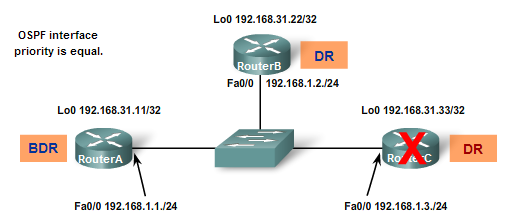 OSPF interface
priority is equal.
Lo0 192.168.31.22/32
RouterB
DR
Fa0/0 192.168.1.2./24
Lo0 192.168.31.11/32
BDR
RouterA
Fa0/0 192.168.1.1./24
Lo0 192.168.31.33/32
RouterC
DR
Fa0/0 192.168.1.3./24